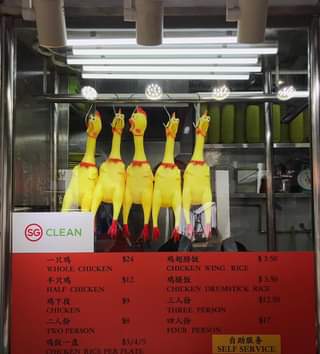 SG CLEAN
一只鸡 $24
WHOLE CHICKEN
半只鸡 $12
HALF CHICKEN
鸡下段 $9
CHICKEN
二人份 $6
TWO PERSON
鸡饭一盘 $3/4/5
CHICKEN RICE PER PLATE
鸡翅膀饭 $ 3.50
CHICKEN WING RICE
鸡腿饭 $ 3.50
CHICKEN DRUMSTICK RICE
三人份 $12.50
THREE PERSON
四人份 $17
FOUR PERSON
自助服务
SELF SERVICE